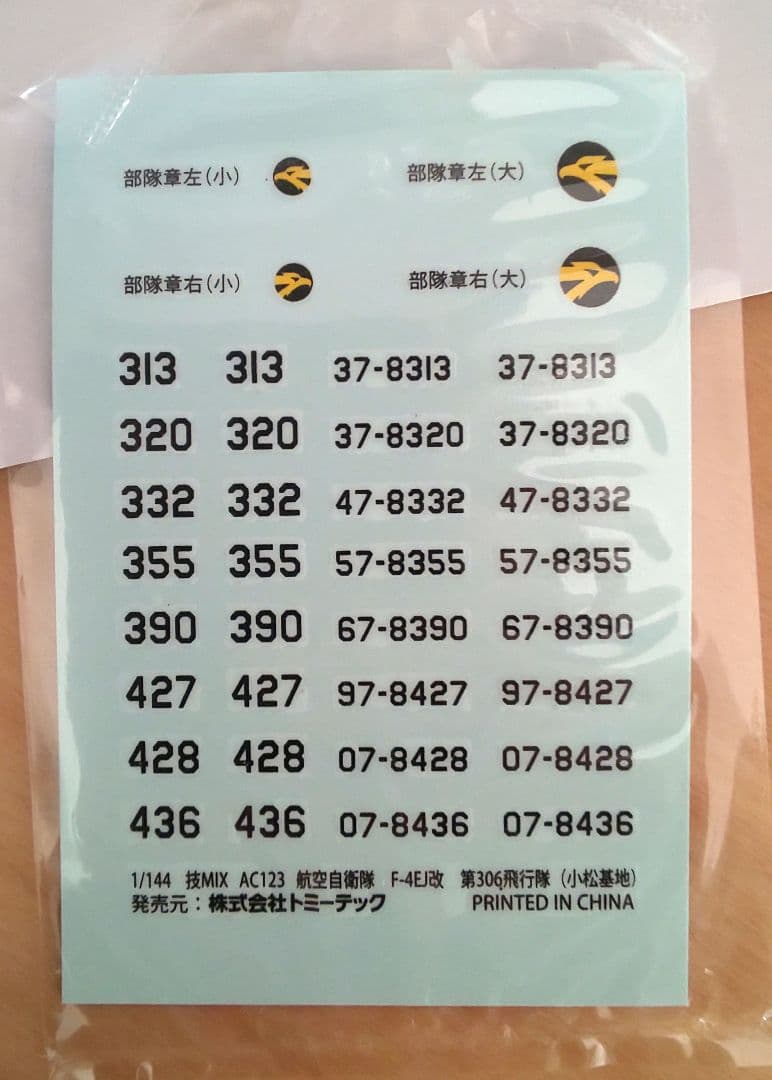 部隊章左(小) 部隊章左(大)
部隊章右(小) 部隊章右(大)
313 313 37-8313 37-8313
320 320 37-8320 37-8320
332 332 47-8332 47-8332
355 355 57-8355 57-8355
390 390 67-8390 67-8390
427 427 97-8427 97-8427
428 428 07-8428 07-8428
436 436 07-8436 07-8436
1/144 技MIX AC123 航空自衛隊 F-4EJ改 第306飛行隊（小松基地）
発売元：株式会社トミーテック PRINTED IN CHINA